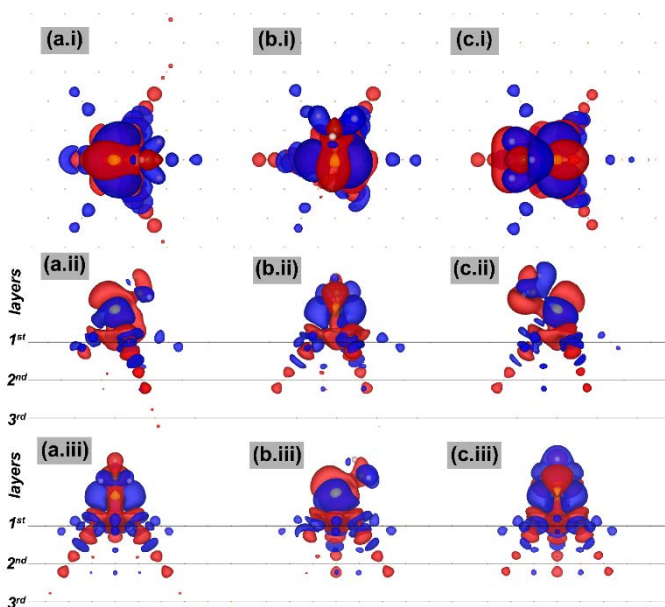 (a.i) (b.i) (c.i)
(a.ii) (b.ii) (c.ii)
layers
1st
2nd
3rd
(a.iii) (b.iii) (c.iii)
layers
1st
2nd
3rd